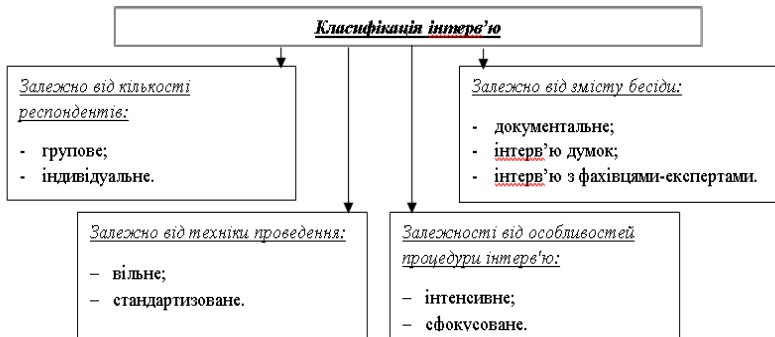 Класифікація інтерв’ю
Залежно від кількості
респондентів:
- групове;
- індивідуальне.
Залежно від змісту бесіди:
- документальне;
- інтерв’ю думок;
- інтерв’ю з фахівцями-експертами.
Залежно від техніки проведення:
– вільне;
– стандартизоване.
Залежності від особливостей
процедури інтерв'ю:
– інтенсивне;
– сфокусоване.